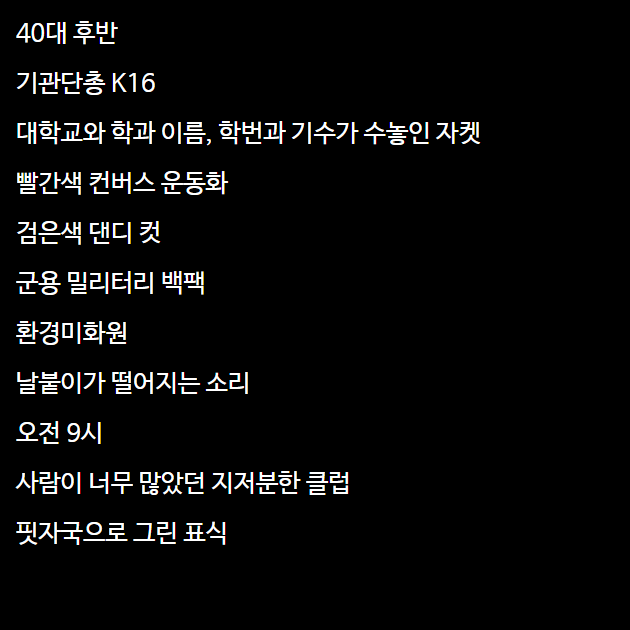 40대 후반
기관단총 K16
대학교와 학과 이름, 학번과 기수가 수놓인 자켓
빨간색 컨버스 운동화
검은색 댄디 컷
군용 밀리터리 백팩
환경미화원
날붙이가 떨어지는 소리
오전 9시
사람이 너무 많았던 지저분한 클럽
핏자국으로 그린 표식